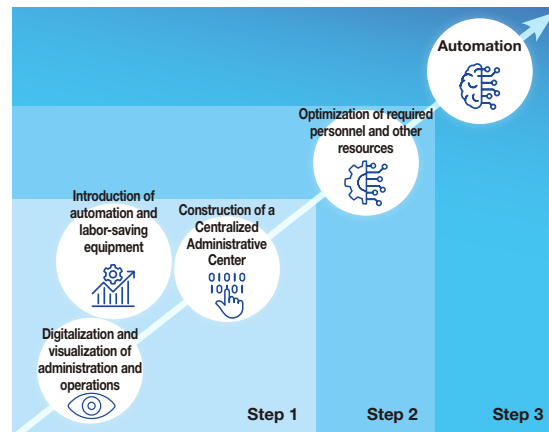 Automation
Optimization of required
personnel and other
resources
Introduction of
automation and
labor-saving
equipment
Construction of a
Centralized
Administrative
Center
01010
10101
Digitalization and
visualization of
administration and
operations
Step 1
Step 2
Step 3